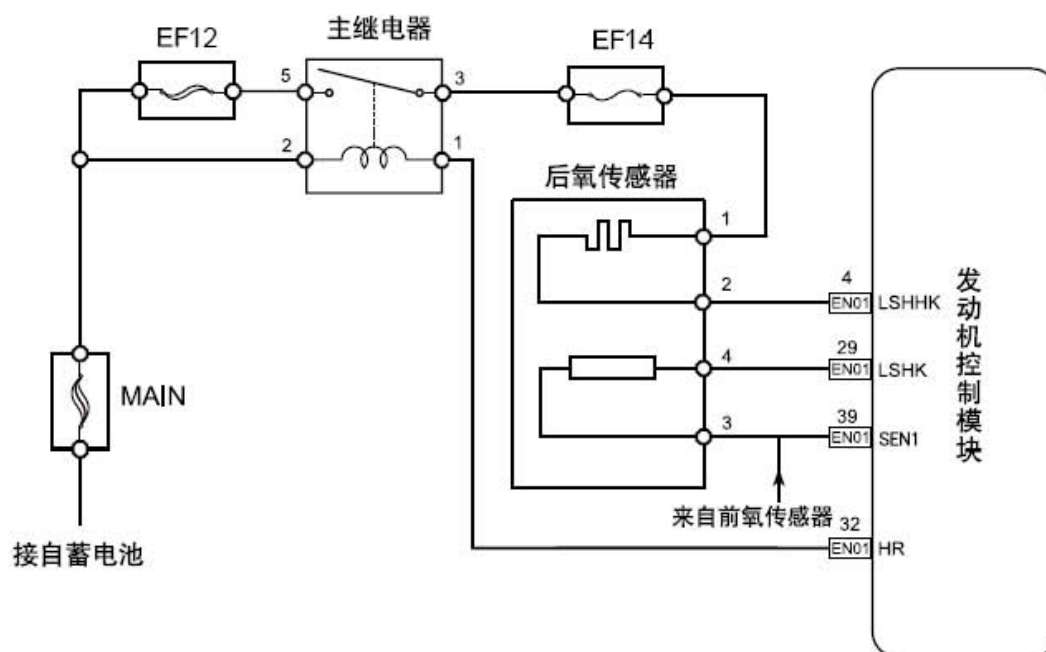 EF12
主继电器
EF14
5
3
2
1
后氧传感器
1
2
4
EN01
LSHHK
4
29
EN01
LSHK
3
39
EN01
SEN1
来自前氧传感器
32
EN01
HR
发动机控制模块
MAIN
接自蓄电池